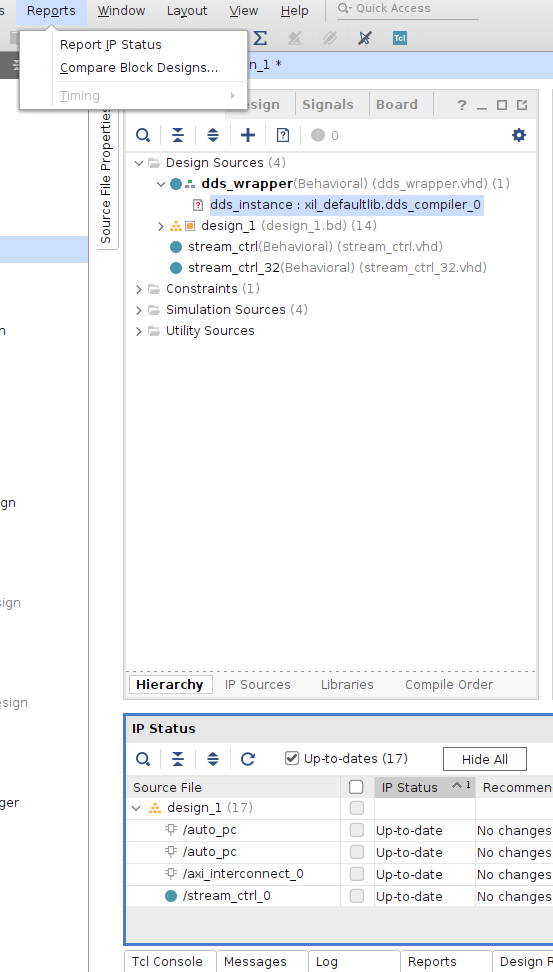 s Reports Window Layout View Help Quick Access
Report IP Status
Compare Block Designs...
Timing
Σ Tcl
n_1 *
sign Signals Board ? _
0
Source File Properties
Design Sources (4)
dds_wrapper(Behavioral) (dds_wrapper.vhd) (1)
dds_instance : xil_defaultlib.dds_compiler_0
design_1 (design_1.bd) (14)
stream_ctrl(Behavioral) (stream_ctrl.vhd)
stream_ctrl_32(Behavioral) (stream_ctrl_32.vhd)
Constraints (1)
Simulation Sources (4)
Utility Sources
n
gn
sign
esign
ger
Hierarchy IP Sources Libraries Compile Order
IP Status
Up-to-dates (17) Hide All
Source File IP Status 1 Recommen
design_1 (17)
/auto_pc Up-to-date No changes
/auto_pc Up-to-date No changes
/axi_interconnect_0 Up-to-date No changes
/stream_ctrl_0 Up-to-date No changes
Tcl Console Messages Log Reports Design R